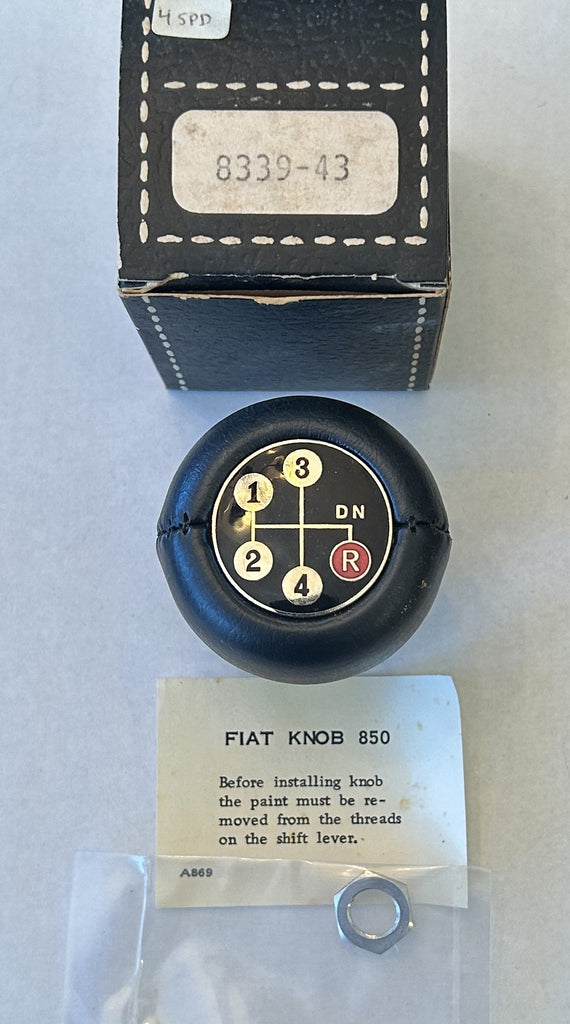 4 SPD
8339-43
3
1
DN
2
R
4
FIAT KNOB 850
Before installing knob
the paint must be re-
moved from the threads
on the shift lever.
A869